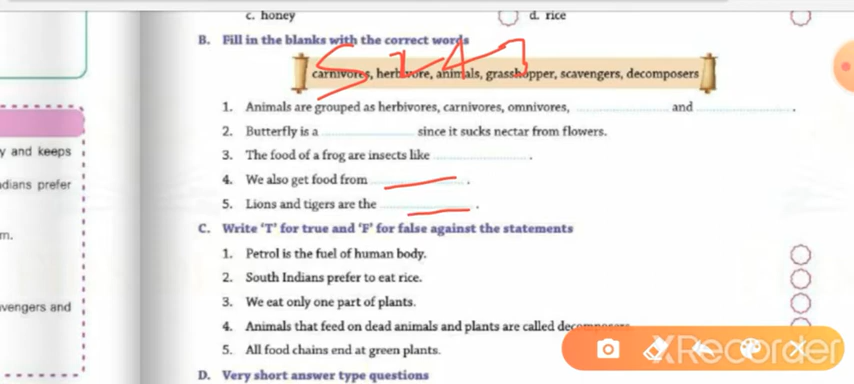 c. honey
d. rice
B. Fill in the blanks with the correct words
carnivores, herbivore, animals, grasshopper, scavengers, decomposers
1. Animals are grouped as herbivores, carnivores, omnivores, and .
2. Butterfly is a since it sucks nectar from flowers.
3. The food of a frog are insects like .
4. We also get food from .
5. Lions and tigers are the .
y and keeps
dians prefer
m.
vengers and
C. Write 'T' for true and 'F' for false against the statements
1. Petrol is the fuel of human body.
2. South Indians prefer to eat rice.
3. We eat only one part of plants.
4. Animals that feed on dead animals and plants are called decomposers.
5. All food chains end at green plants.
D. Very short answer type questions
XRecorder